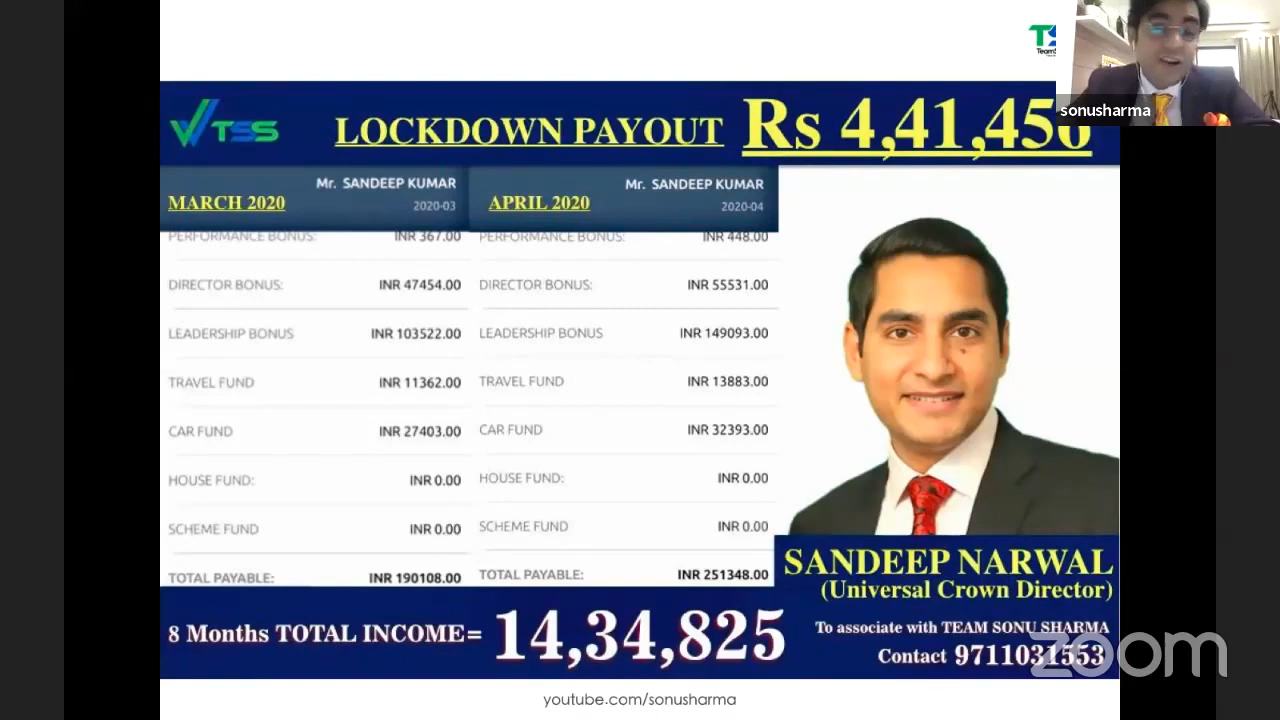 TS
Team
sonusharma
VTSS
LOCKDOWN PAYOUT Rs 4,41,456
Mr. SANDEEP KUMAR
MARCH 2020
2020-03
Mr. SANDEEP KUMAR
APRIL 2020
2020-04
PERFORMANCE BONUS: INR 367.00
DIRECTOR BONUS: INR 47454.00
LEADERSHIP BONUS INR 103522.00
TRAVEL FUND INR 11362.00
CAR FUND INR 27403.00
HOUSE FUND: INR 0.00
SCHEME FUND INR 0.00
TOTAL PAYABLE: INR 190108.00
PERFORMANCE BONUS: INR 448.00
DIRECTOR BONUS: INR 55531.00
LEADERSHIP BONUS INR 149093.00
TRAVEL FUND INR 13883.00
CAR FUND INR 32393.00
HOUSE FUND: INR 0.00
SCHEME FUND INR 0.00
TOTAL PAYABLE: INR 251348.00
SANDEEP NARWAL
(Universal Crown Director)
8 Months TOTAL INCOME= 14,34,825
To associate with TEAM SONU SHARMA
Contact 9711031553
zoom
youtube.com/sonusharma